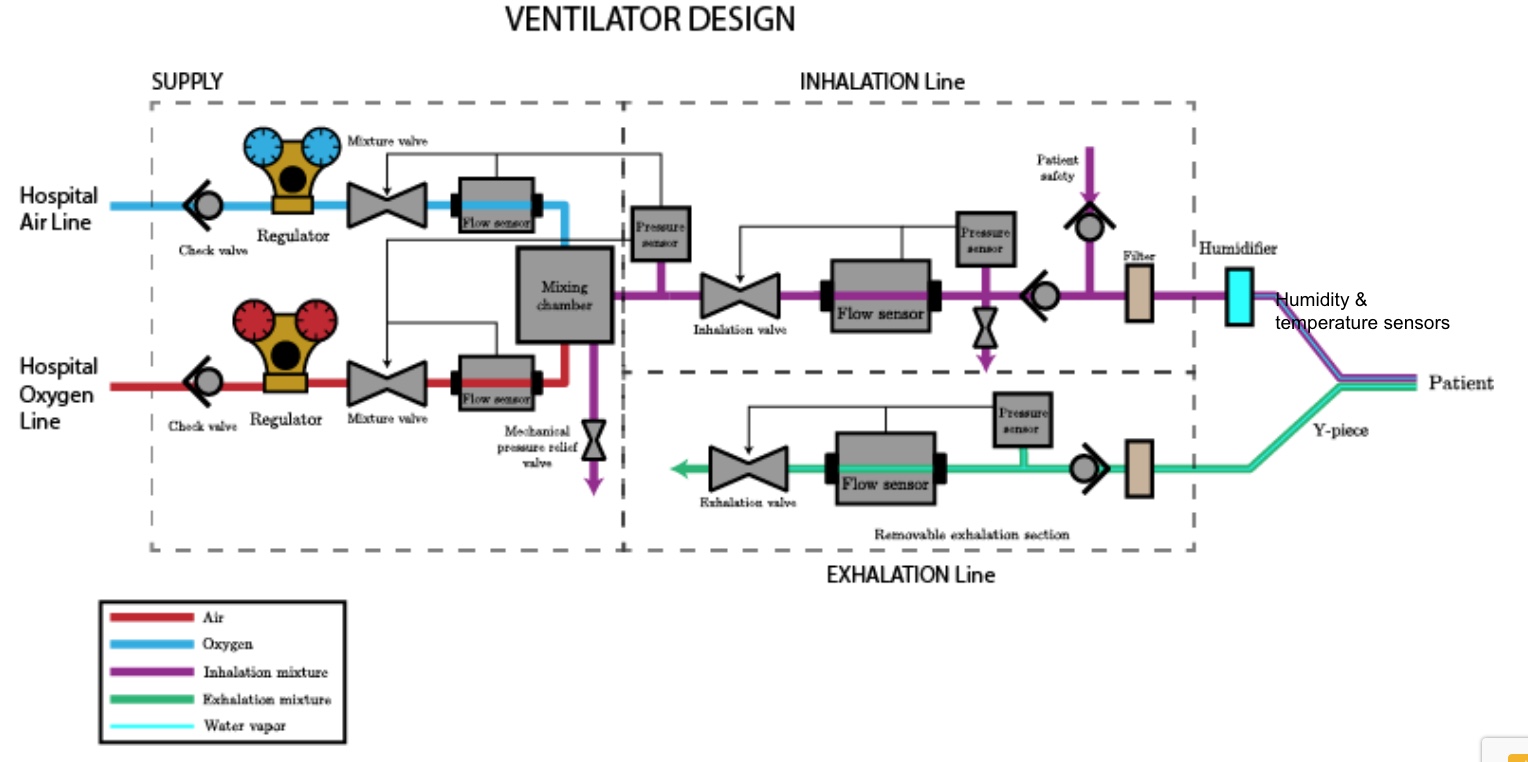 VENTILATOR DESIGN
SUPPLY
INHALATION Line
Mixture valve
Patient
safety
Hospital
Air Line
Check valve
Regulator
Flow sensor
Pressure
sensor
Pressure
sensor
Filter
Humidifier
Mixing
chamber
Inhalation valve
Flow sensor
Humidity &
temperature sensors
Hospital
Oxygen
Line
Check valve
Regulator
Mixture valve
Flow sensor
Mechanical
pressure relief
valve
Pressure
sensor
Patient
Y-piece
Flow sensor
Exhalation valve
Removable exhalation section
EXHALATION Line
Air
Oxygen
Inhalation mixture
Exhalation mixture
Water vapor